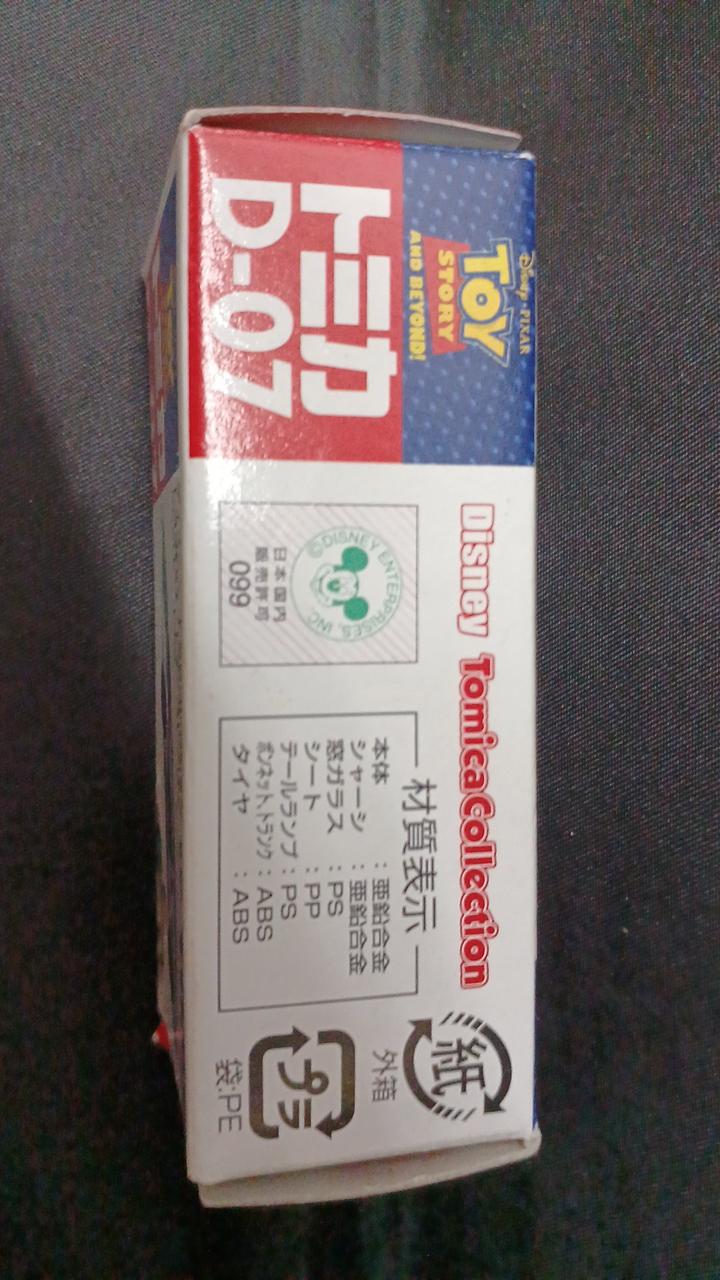 Disney・PIXAR
TOY
STORY
AND BEYOND!
トミカ
D-07
Disney Tomica Collection
© DISNEY ENTERPRISES, INC.
日本国内
販売許可
099
材質表示
本体 : 亜鉛合金
シャーシ : 亜鉛合金
窓ガラス : PS
シート : PP
テールランプ : PS
ボンネット、トランク : ABS
タイヤ : ABS
紙
外箱
プラ
袋:PE